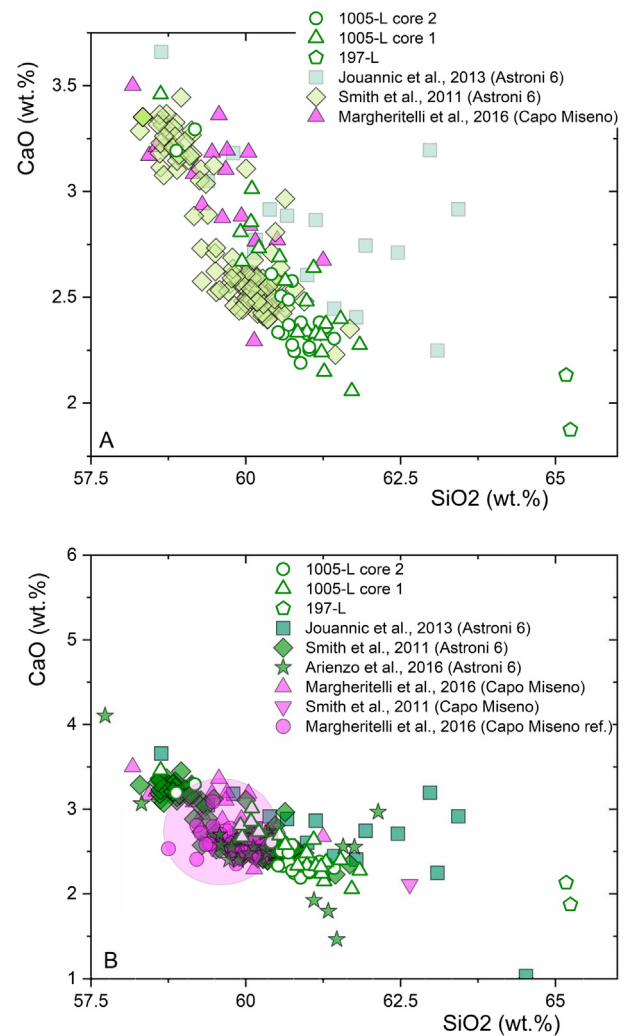 1005-L core 2
1005-L core 1
197-L
Jouannic et al., 2013 (Astroni 6)
Smith et al., 2011 (Astroni 6)
Margheritelli et al., 2016 (Capo Miseno)
CaO (wt.%)
3.5
3
2.5
2
A
57.5 60 62.5 65
SiO2 (wt.%)
6
5
4
3
2
1
CaO (wt.%)
1005-L core 2
1005-L core 1
197-L
Jouannic et al., 2013 (Astroni 6)
Smith et al., 2011 (Astroni 6)
Arienzo et al., 2016 (Astroni 6)
Margheritelli et al., 2016 (Capo Miseno)
Smith et al., 2011 (Capo Miseno)
Margheritelli et al., 2016 (Capo Miseno ref.)
B
57.5 60 62.5 65
SiO2 (wt.%)